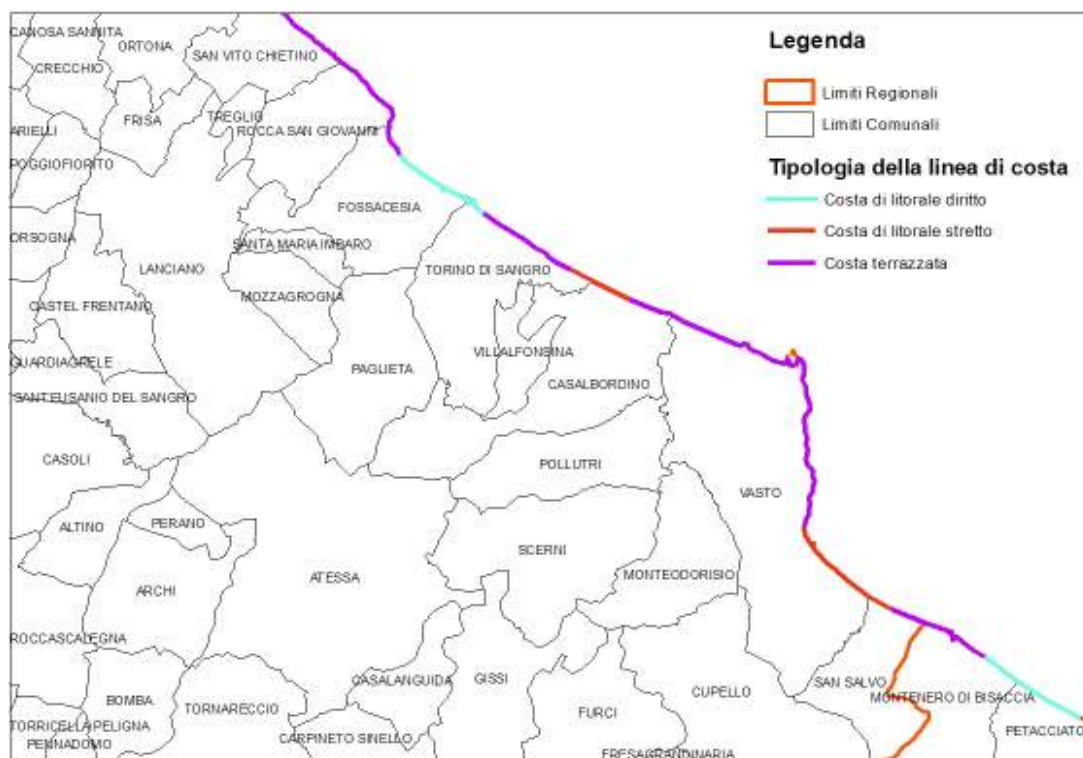 CANOSA SANNITA
ORTONA
SAN VITO CHIETINO
CRECCHIO
TREGLIO
FRISA
ROCCA SAN GIOVANNI
ARIELLI
POGGIOFIORITO
FOSSACESIA
ORSOGNA
SANTA MARIA IMBARO
LANCIANO
TORINO DI SANGRO
MOZZAGROGNA
CASTEL FRENTANO
VILLALFONSINA
GUARDIAGRELE
PAGLIETA
CASALBORDINO
SANT'EUSANIO DEL SANGRO
CASOLI
POLLUTRI
VASTO
ALTINO
PERANO
SCERNI
ATESSA
MONTEODORISIO
ARCHI
ROCCASCALEGNA
CASALANGUIDA
GISSI
SAN SALVO
BOMBA
CUPELLO
MONTENERO DI BISACCIA
TORNARECCIO
FURCI
TORRICELLA PELIGNA
CARPINETO SINELLO
PETACCIATO
PENNADOMO
FRESAGRANDINARIA
Legenda
Limiti Regionali
Limiti Comunali
Tipologia della linea di costa
Costa di litorale diritto
Costa di litorale stretto
Costa terrazzata